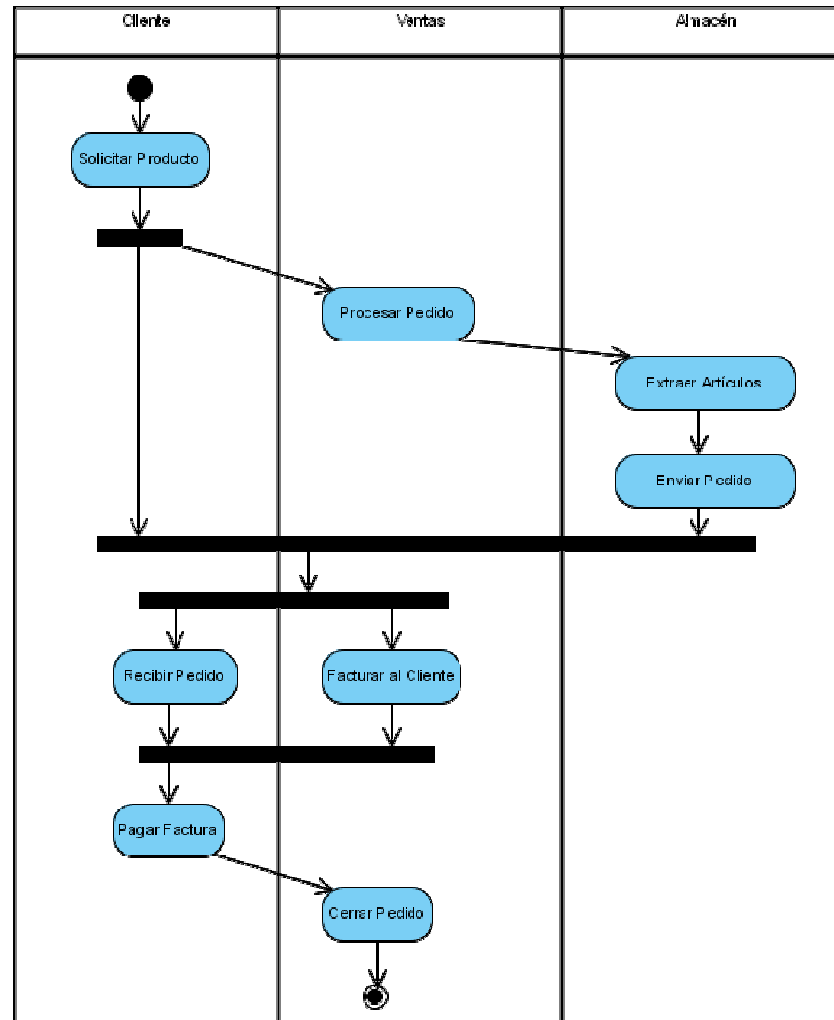 Cliente
Ventas
Almacén
Solicitar Producto
Procesar Pedido
Extraer Artículos
Enviar Pedido
Recibir Pedido
Facturar al Cliente
Pagar Factura
Cerrar Pedido